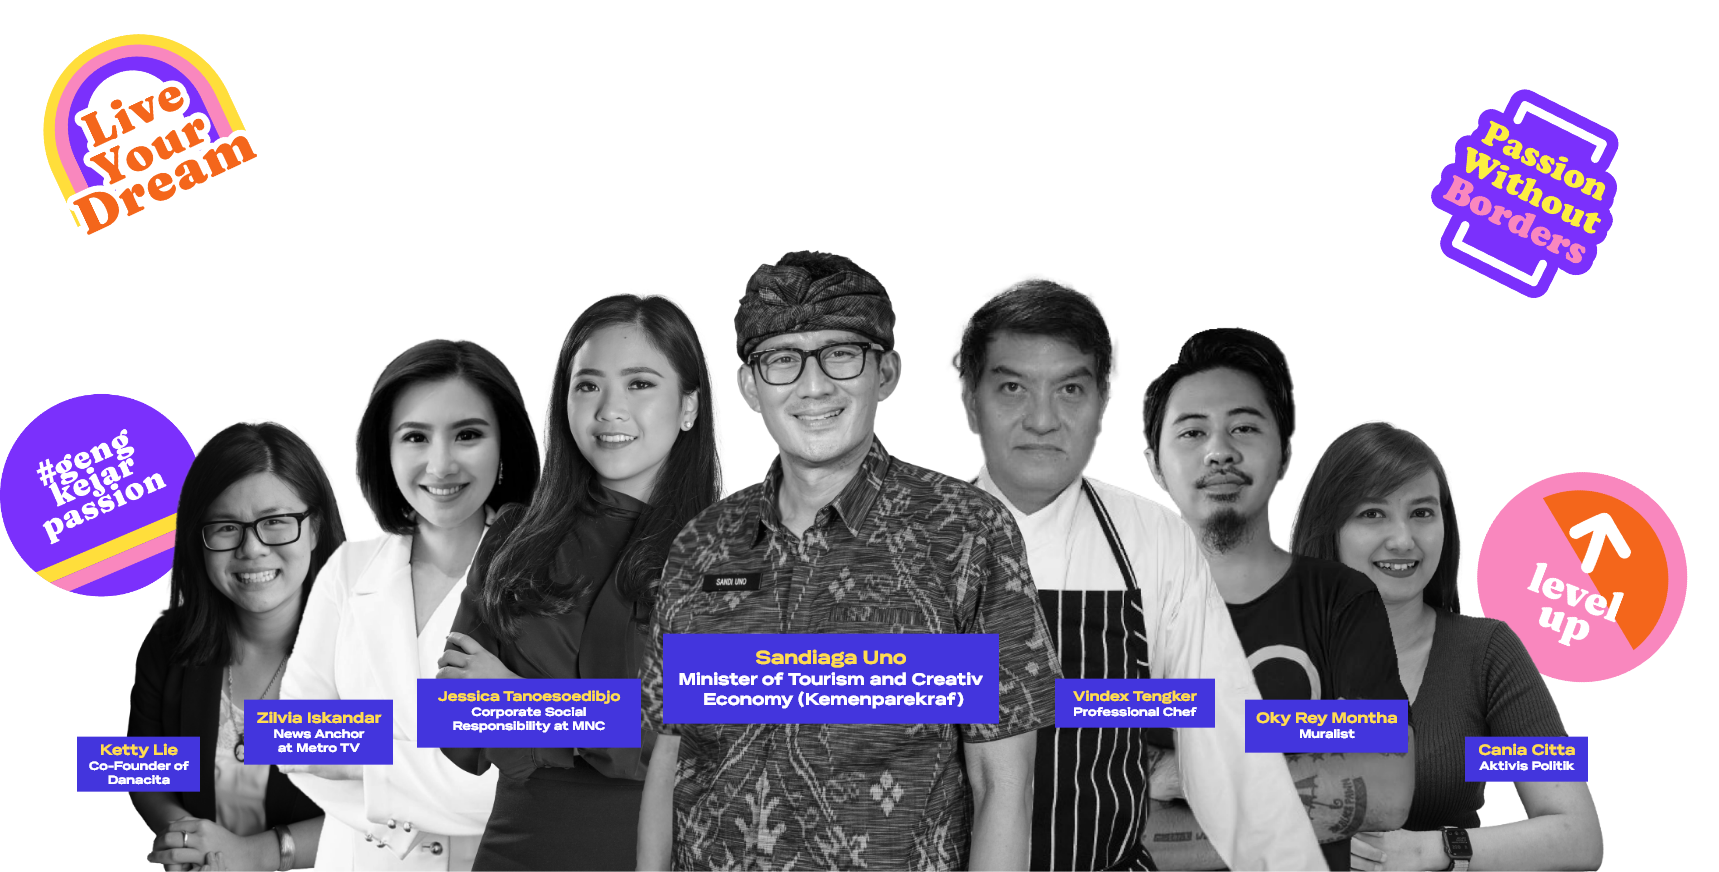 Live
Your
Dream
Passion
Without
Borders
#geng
kejar
passion
level
up
SANDI UNO
Sandiaga Uno
Minister of Tourism and Creativ
Economy (Kemenparekraf)
Jessica Tanoesoedibjo
Corporate Social
Responsibility at MNC
Vindex Tengker
Professional Chef
Zilvia Iskandar
News Anchor
at Metro TV
Oky Rey Montha
Muralist
Ketty Lie
Co-Founder of
Danacita
Cania Citta
Aktivis Politik